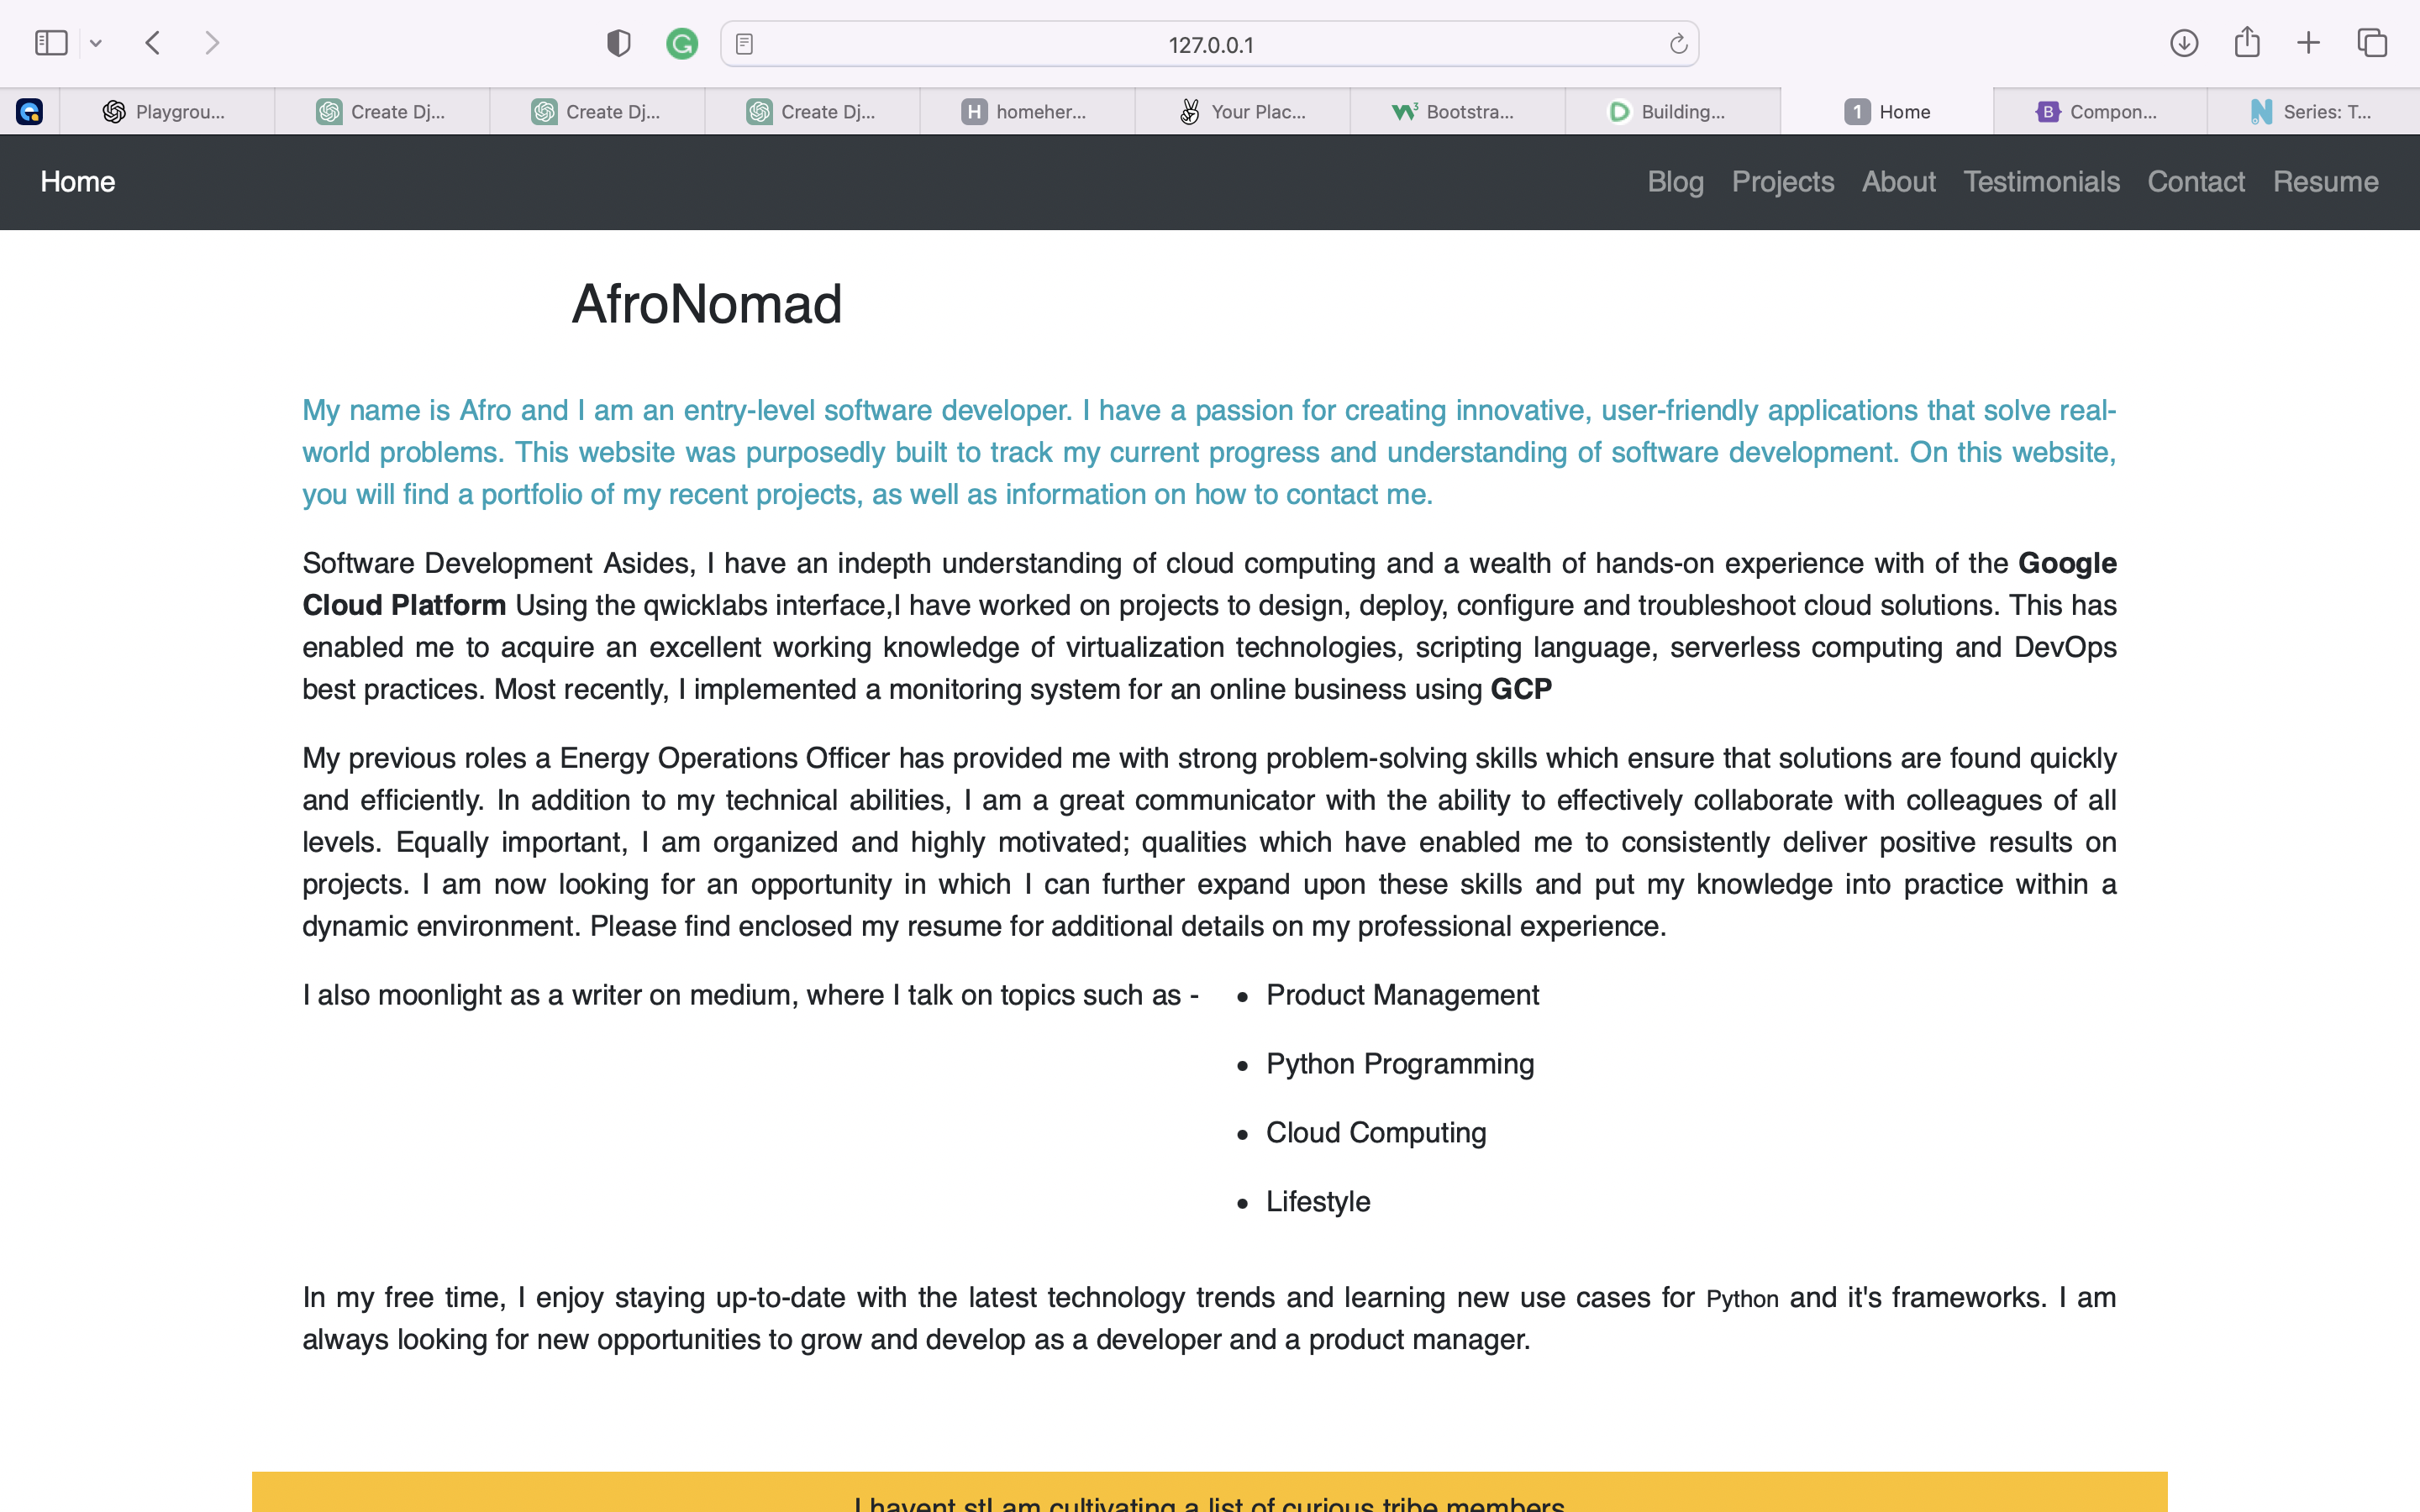 127.0.0.1
Playgrou...
Create Dj...
Create Dj...
Create Dj...
H homeher...
Your Plac...
W3 Bootstra...
Building...
1 Home
B Compon...
N Series: T...
Home
Blog Projects About Testimonials Contact Resume
AfroNomad
My name is Afro and I am an entry-level software developer. I have a passion for creating innovative, user-friendly applications that solve real-
world problems. This website was purposedly built to track my current progress and understanding of software development. On this website,
you will find a portfolio of my recent projects, as well as information on how to contact me.
Software Development Asides, I have an indepth understanding of cloud computing and a wealth of hands-on experience with of the Google
Cloud Platform Using the qwicklabs interface,I have worked on projects to design, deploy, configure and troubleshoot cloud solutions. This has
enabled me to acquire an excellent working knowledge of virtualization technologies, scripting language, serverless computing and DevOps
best practices. Most recently, I implemented a monitoring system for an online business using GCP
My previous roles a Energy Operations Officer has provided me with strong problem-solving skills which ensure that solutions are found quickly
and efficiently. In addition to my technical abilities, I am a great communicator with the ability to effectively collaborate with colleagues of all
levels. Equally important, I am organized and highly motivated; qualities which have enabled me to consistently deliver positive results on
projects. I am now looking for an opportunity in which I can further expand upon these skills and put my knowledge into practice within a
dynamic environment. Please find enclosed my resume for additional details on my professional experience.
I also moonlight as a writer on medium, where I talk on topics such as -
• Product Management
• Python Programming
• Cloud Computing
• Lifestyle
In my free time, I enjoy staying up-to-date with the latest technology trends and learning new use cases for Python and it's frameworks. I am
always looking for new opportunities to grow and develop as a developer and a product manager.
I havent stI am cultivating a list of curious tribe members